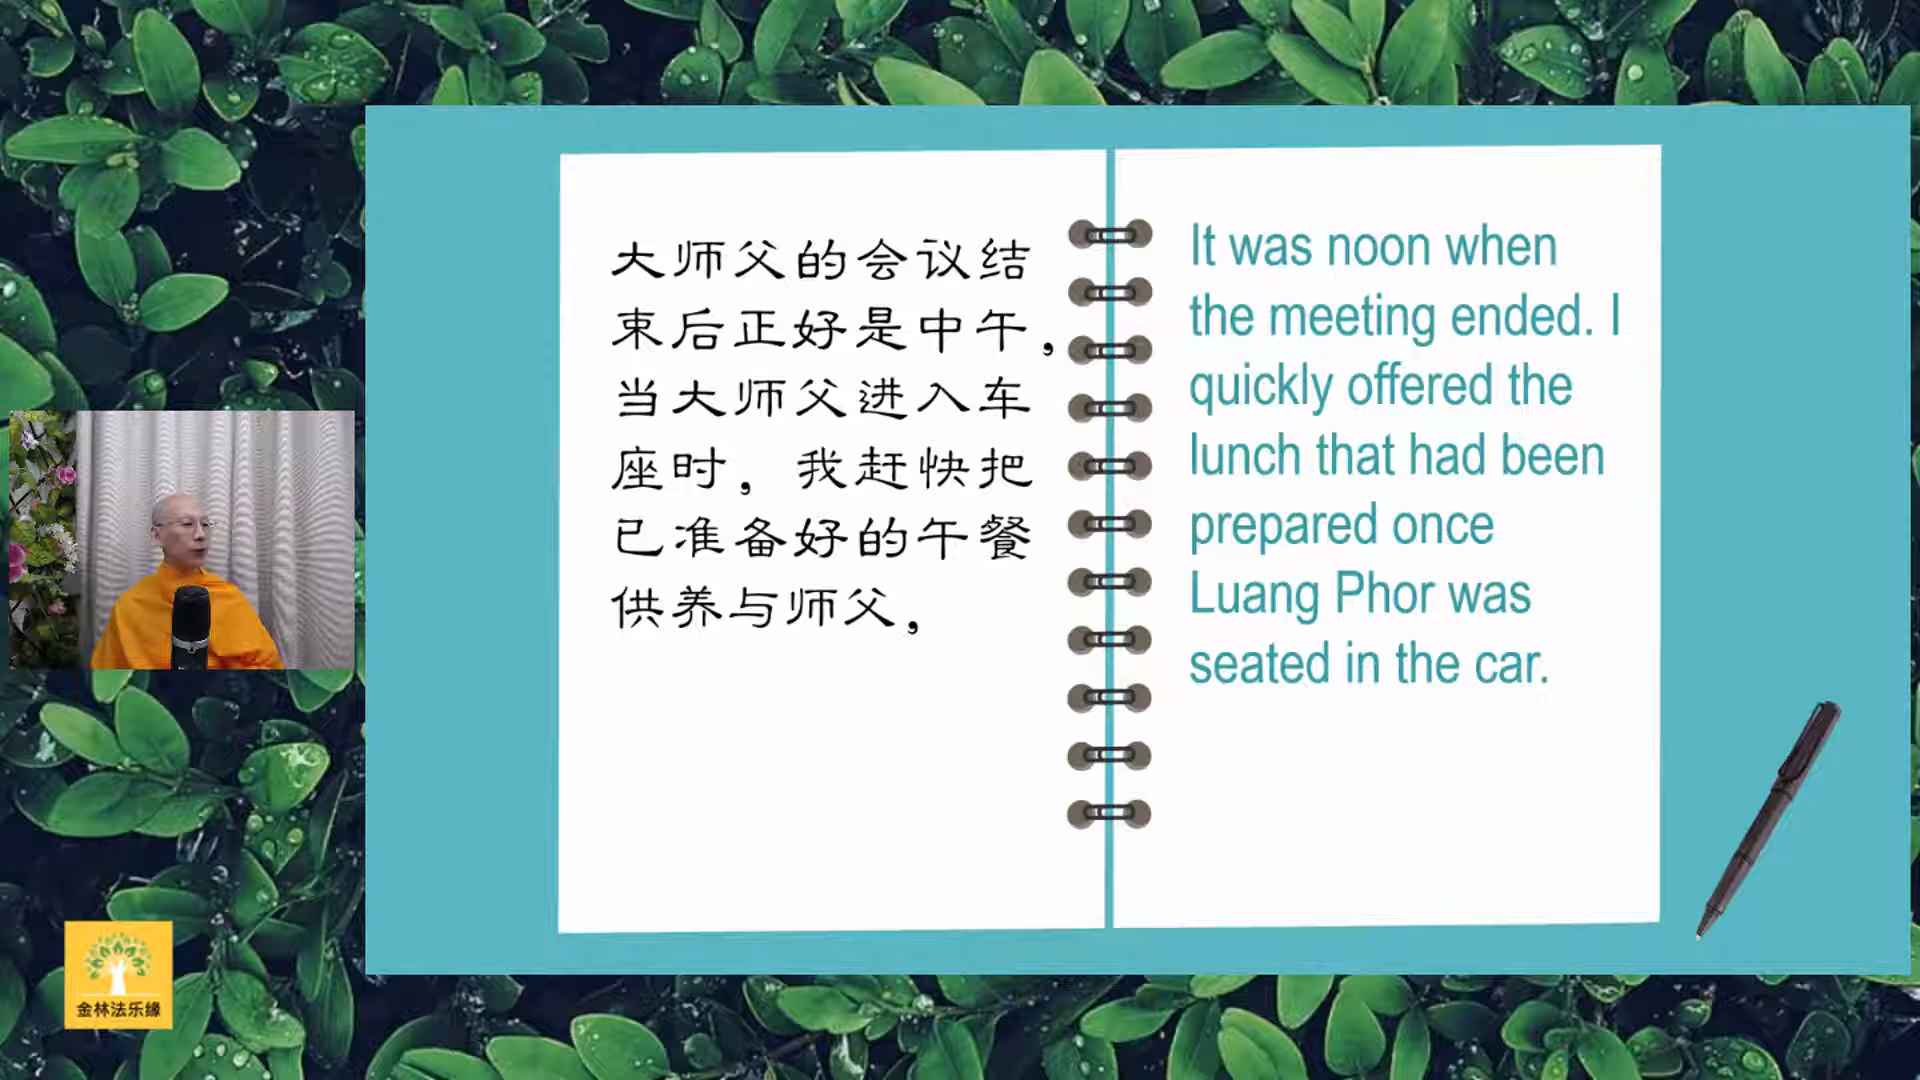 大师父的会议结
束后正好是中午，
当大师父进入车
座时，我赶快把
已准备好的午餐
供养与师父，
It was noon when
the meeting ended. I
quickly offered the
lunch that had been
prepared once
Luang Phor was
seated in the car.
金林法乐缘